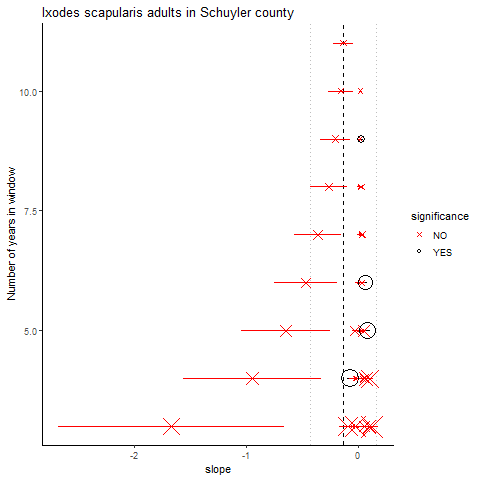 Ixodes scapularis adults in Schuyler county
Number of years in window
10.0
7.5
5.0
-2
-1
0
slope
significance
NO
YES